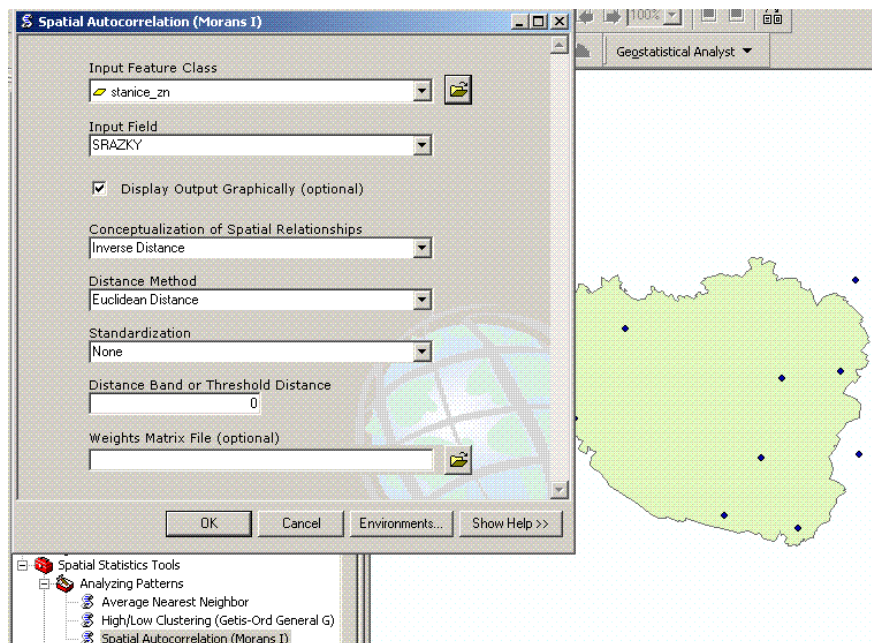 Spatial Autocorrelation (Morans I)
100%
Geostatistical Analyst
Input Feature Class
stanice_zn
Input Field
SRAZKY
Display Output Graphically (optional)
Conceptualization of Spatial Relationships
Inverse Distance
Distance Method
Euclidean Distance
Standardization
None
Distance Band or Threshold Distance
0
Weights Matrix File (optional)
OK
Cancel
Environments...
Show Help >>
Spatial Statistics Tools
Analyzing Patterns
Average Nearest Neighbor
High/Low Clustering (Getis-Ord General G)
Spatial Autocorrelation (Morans I)